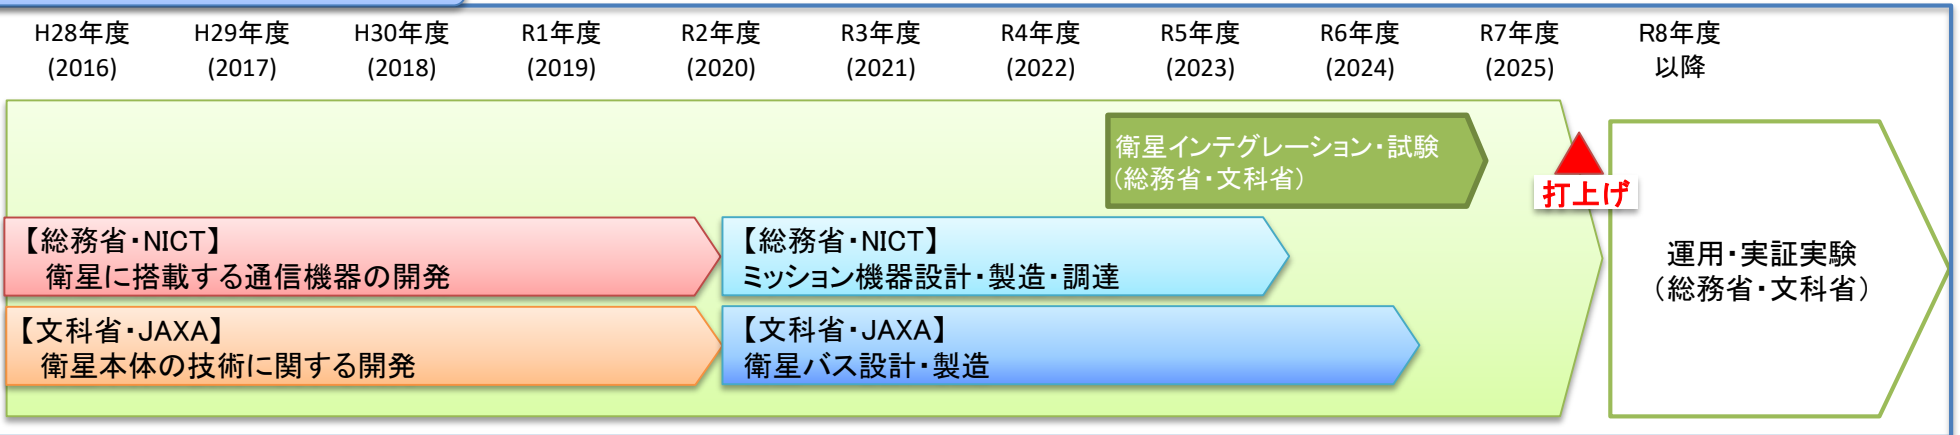 H28年度 H29年度 H30年度 R1年度 R2年度 R3年度 R4年度 R5年度 R6年度 R7年度 R8年度
(2016) (2017) (2018) (2019) (2020) (2021) (2022) (2023) (2024) (2025) 以降
衛星インテグレーション・試験
(総務省・文科省)
打上げ
【総務省・NICT】
衛星に搭載する通信機器の開発
【総務省・NICT】
ミッション機器設計・製造・調達
【文科省・JAXA】
衛星本体の技術に関する開発
【文科省・JAXA】
衛星バス設計・製造
運用・実証実験
(総務省・文科省)